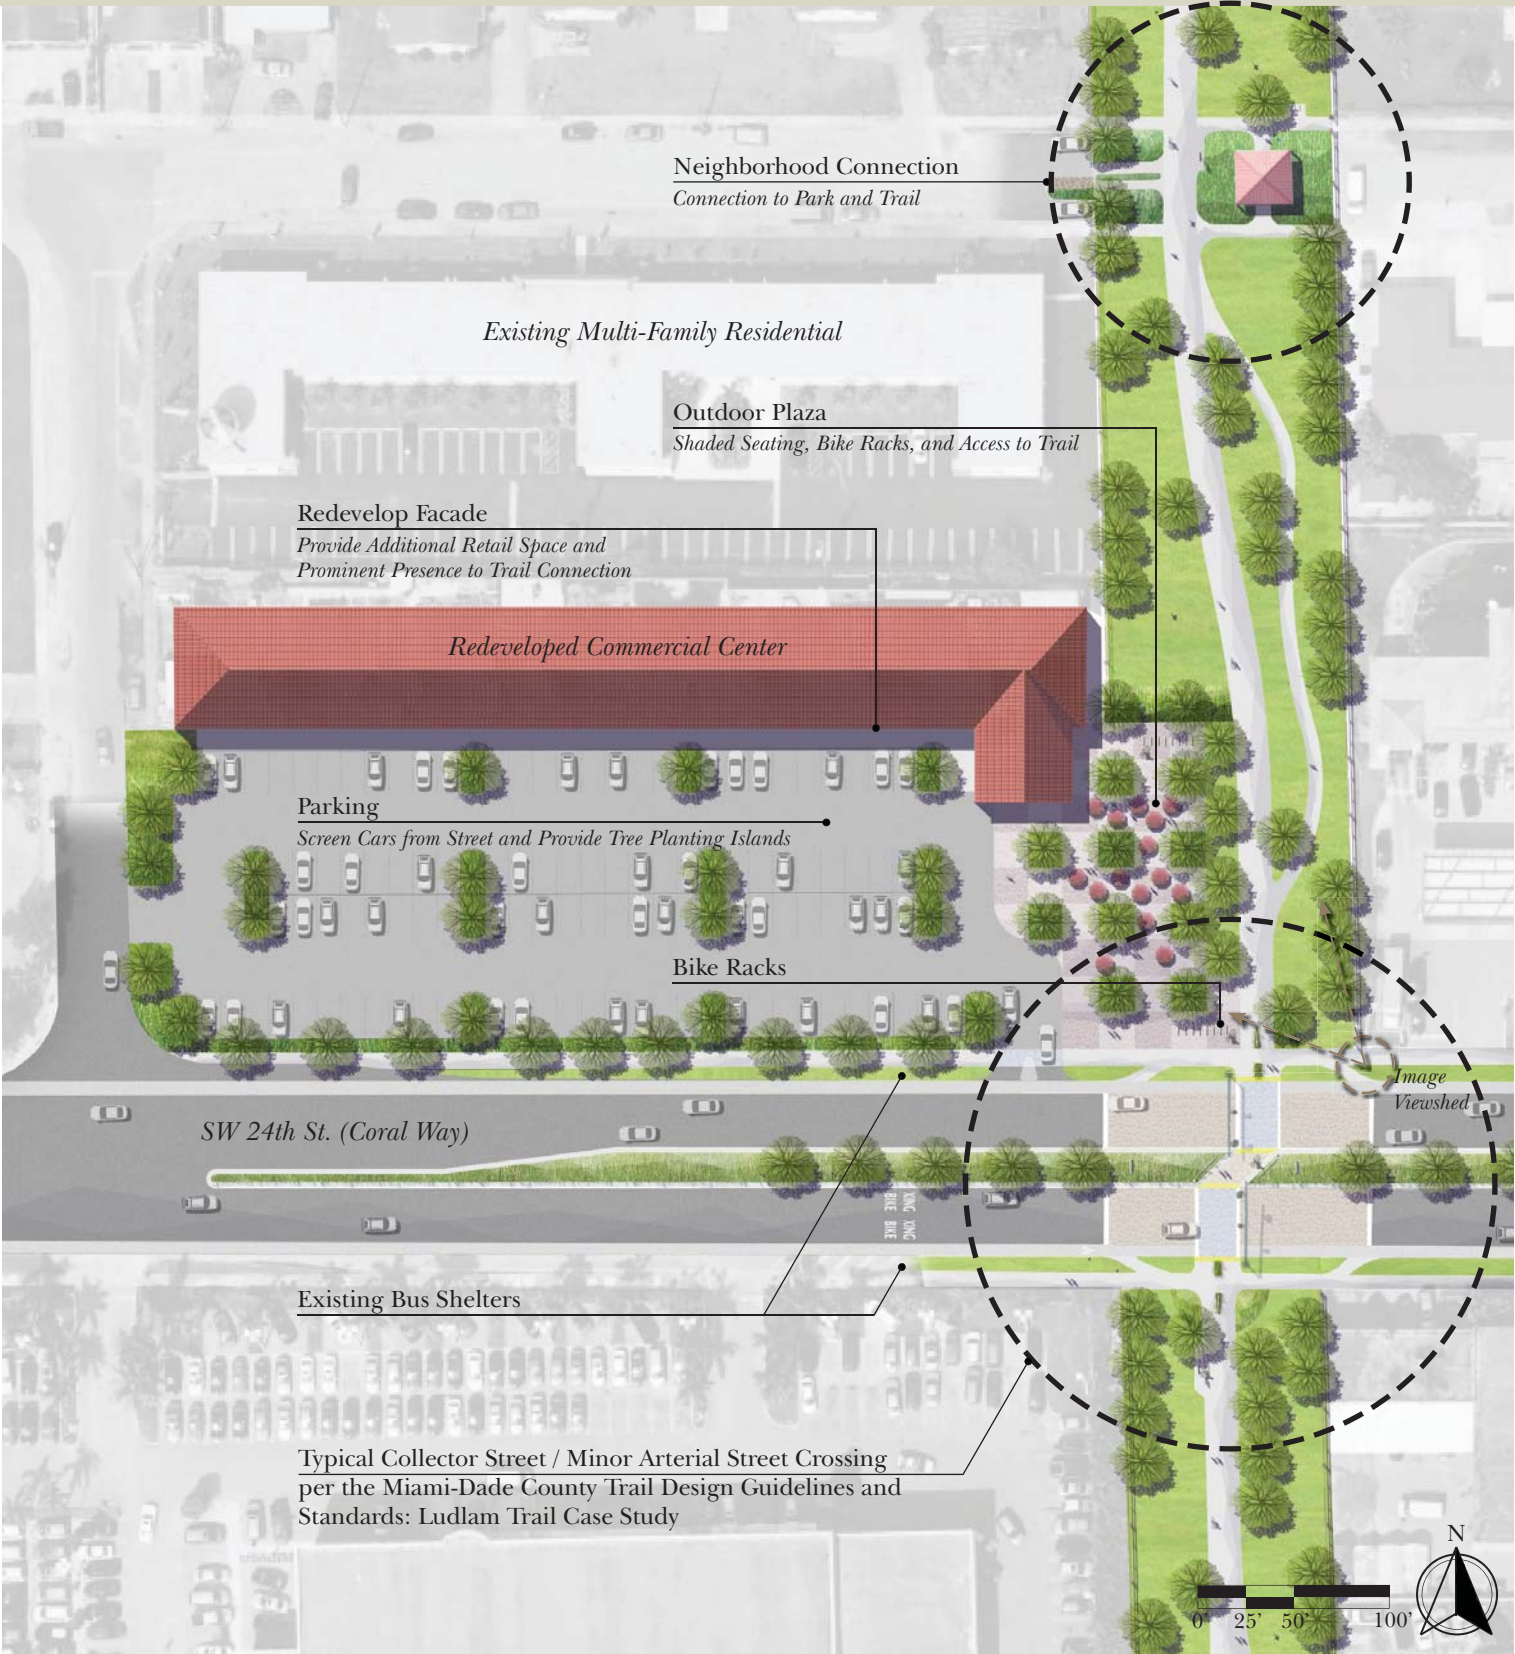 Neighborhood Connection
Connection to Park and Trail
Existing Multi-Family Residential
Outdoor Plaza
Shaded Seating, Bike Racks, and Access to Trail
Redevelop Facade
Provide Additional Retail Space and
Prominent Presence to Trail Connection
Redeveloped Commercial Center
Parking
Screen Cars from Street and Provide Tree Planting Islands
Bike Racks
Image
Viewshed
SW 24th St. (Coral Way)
BIKE XING
BIKE XING
Existing Bus Shelters
Typical Collector Street / Minor Arterial Street Crossing
per the Miami-Dade County Trail Design Guidelines and
Standards: Ludlam Trail Case Study
N
0' 25' 50' 100'